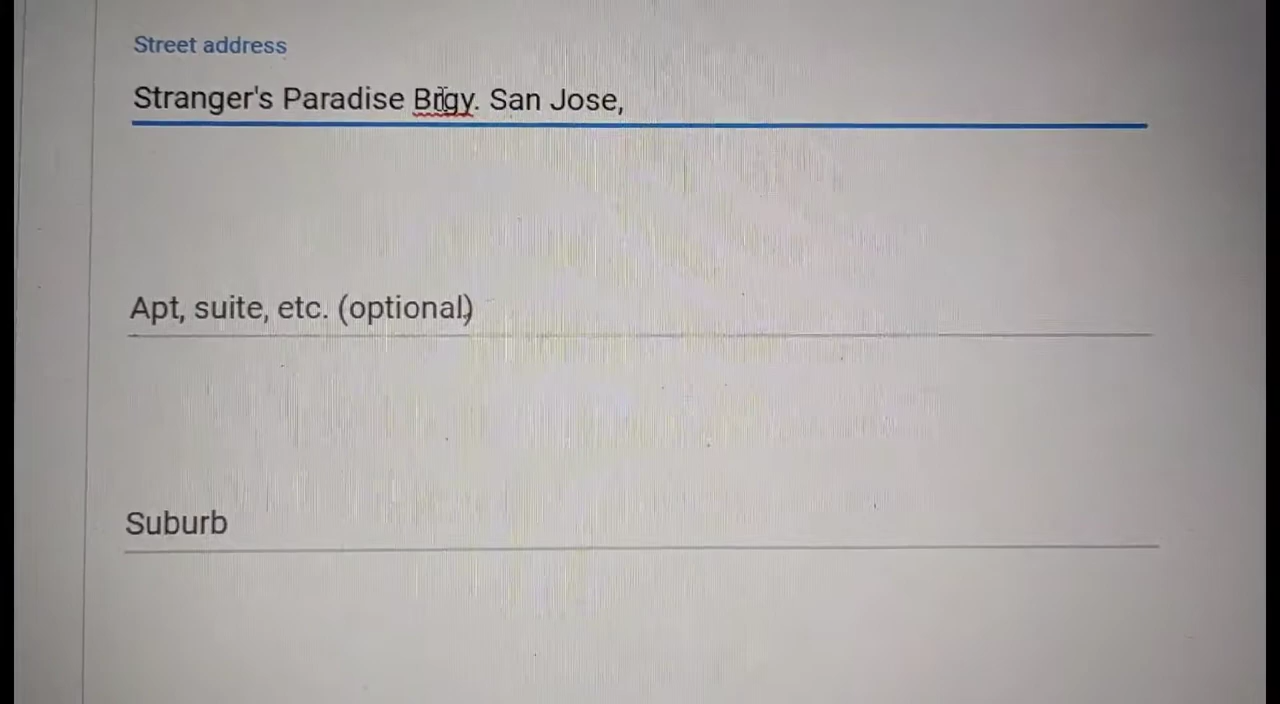 Street address
Stranger's Paradise Brgy. San Jose,
Apt, suite, etc. (optional)
Suburb